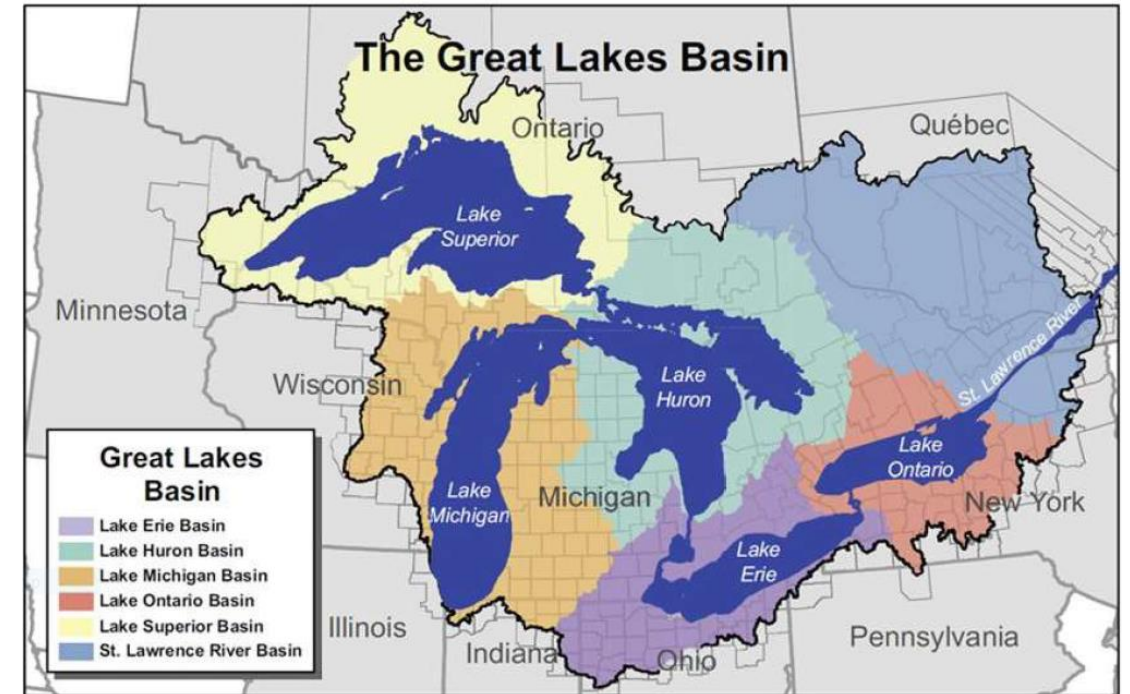 The Great Lakes Basin
Ontario
Québec
Lake
Superior
Minnesota
St. Lawrence River
Wisconsin
Lake
Huron
Lake
Ontario
Lake
Michigan
Michigan
New York
Lake
Erie
Illinois
Indiana
Ohio
Pennsylvania
Great Lakes
Basin
Lake Erie Basin
Lake Huron Basin
Lake Michigan Basin
Lake Ontario Basin
Lake Superior Basin
St. Lawrence River Basin